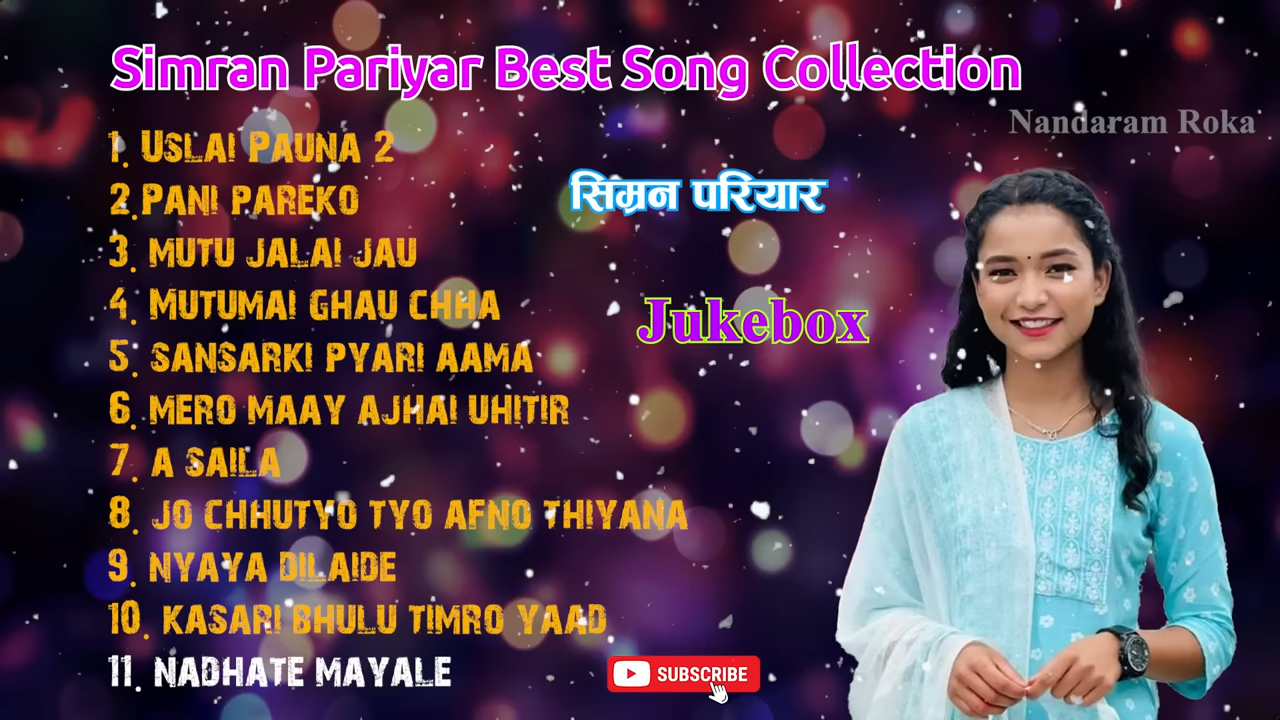 Simran Pariyar Best Song Collection
Nandaram Roka
1. USLAI PAUNA 2
2. PANI PAREKO
सिम्रन परियार
3. MUTU JALAI JAU
4. MUTUMAI GHAU CHHA
Jukebox
5. SANSARKI PYARI AAMA
6. MERO MAAY AJHAI UHITIR
7. A SAILA
8. JO CHHUTYO TYO AFNO THIYANA
9. NYAYA DILAIDE
10. KASARI BHULU TIMRO YAAD
11. NADHATE MAYALE
SUBSCRIBE